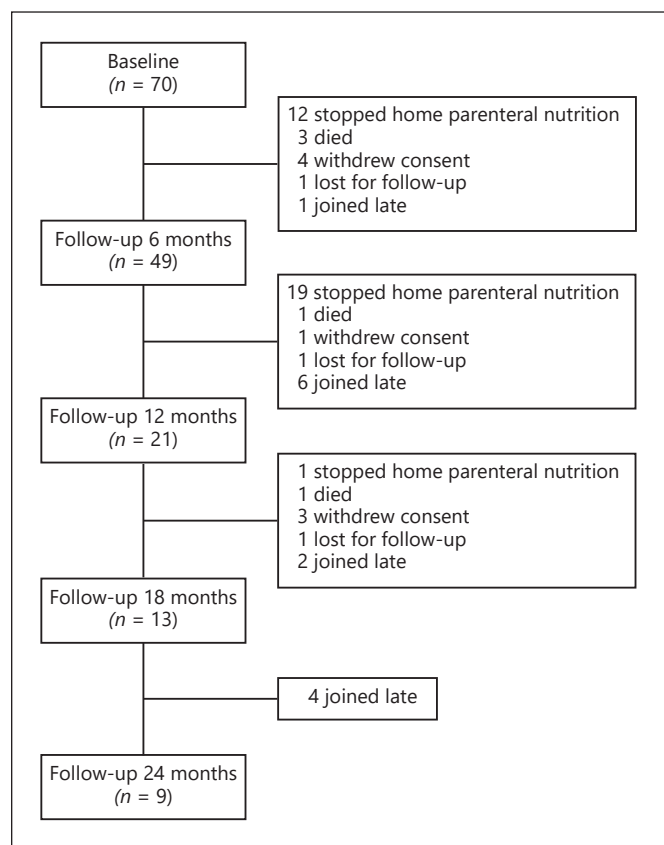 Baseline
(n = 70)
12 stopped home parenteral nutrition
3 died
4 withdrew consent
1 lost for follow-up
1 joined late
Follow-up 6 months
(n = 49)
19 stopped home parenteral nutrition
1 died
1 withdrew consent
1 lost for follow-up
6 joined late
Follow-up 12 months
(n = 21)
1 stopped home parenteral nutrition
1 died
3 withdrew consent
1 lost for follow-up
2 joined late
Follow-up 18 months
(n = 13)
4 joined late
Follow-up 24 months
(n = 9)